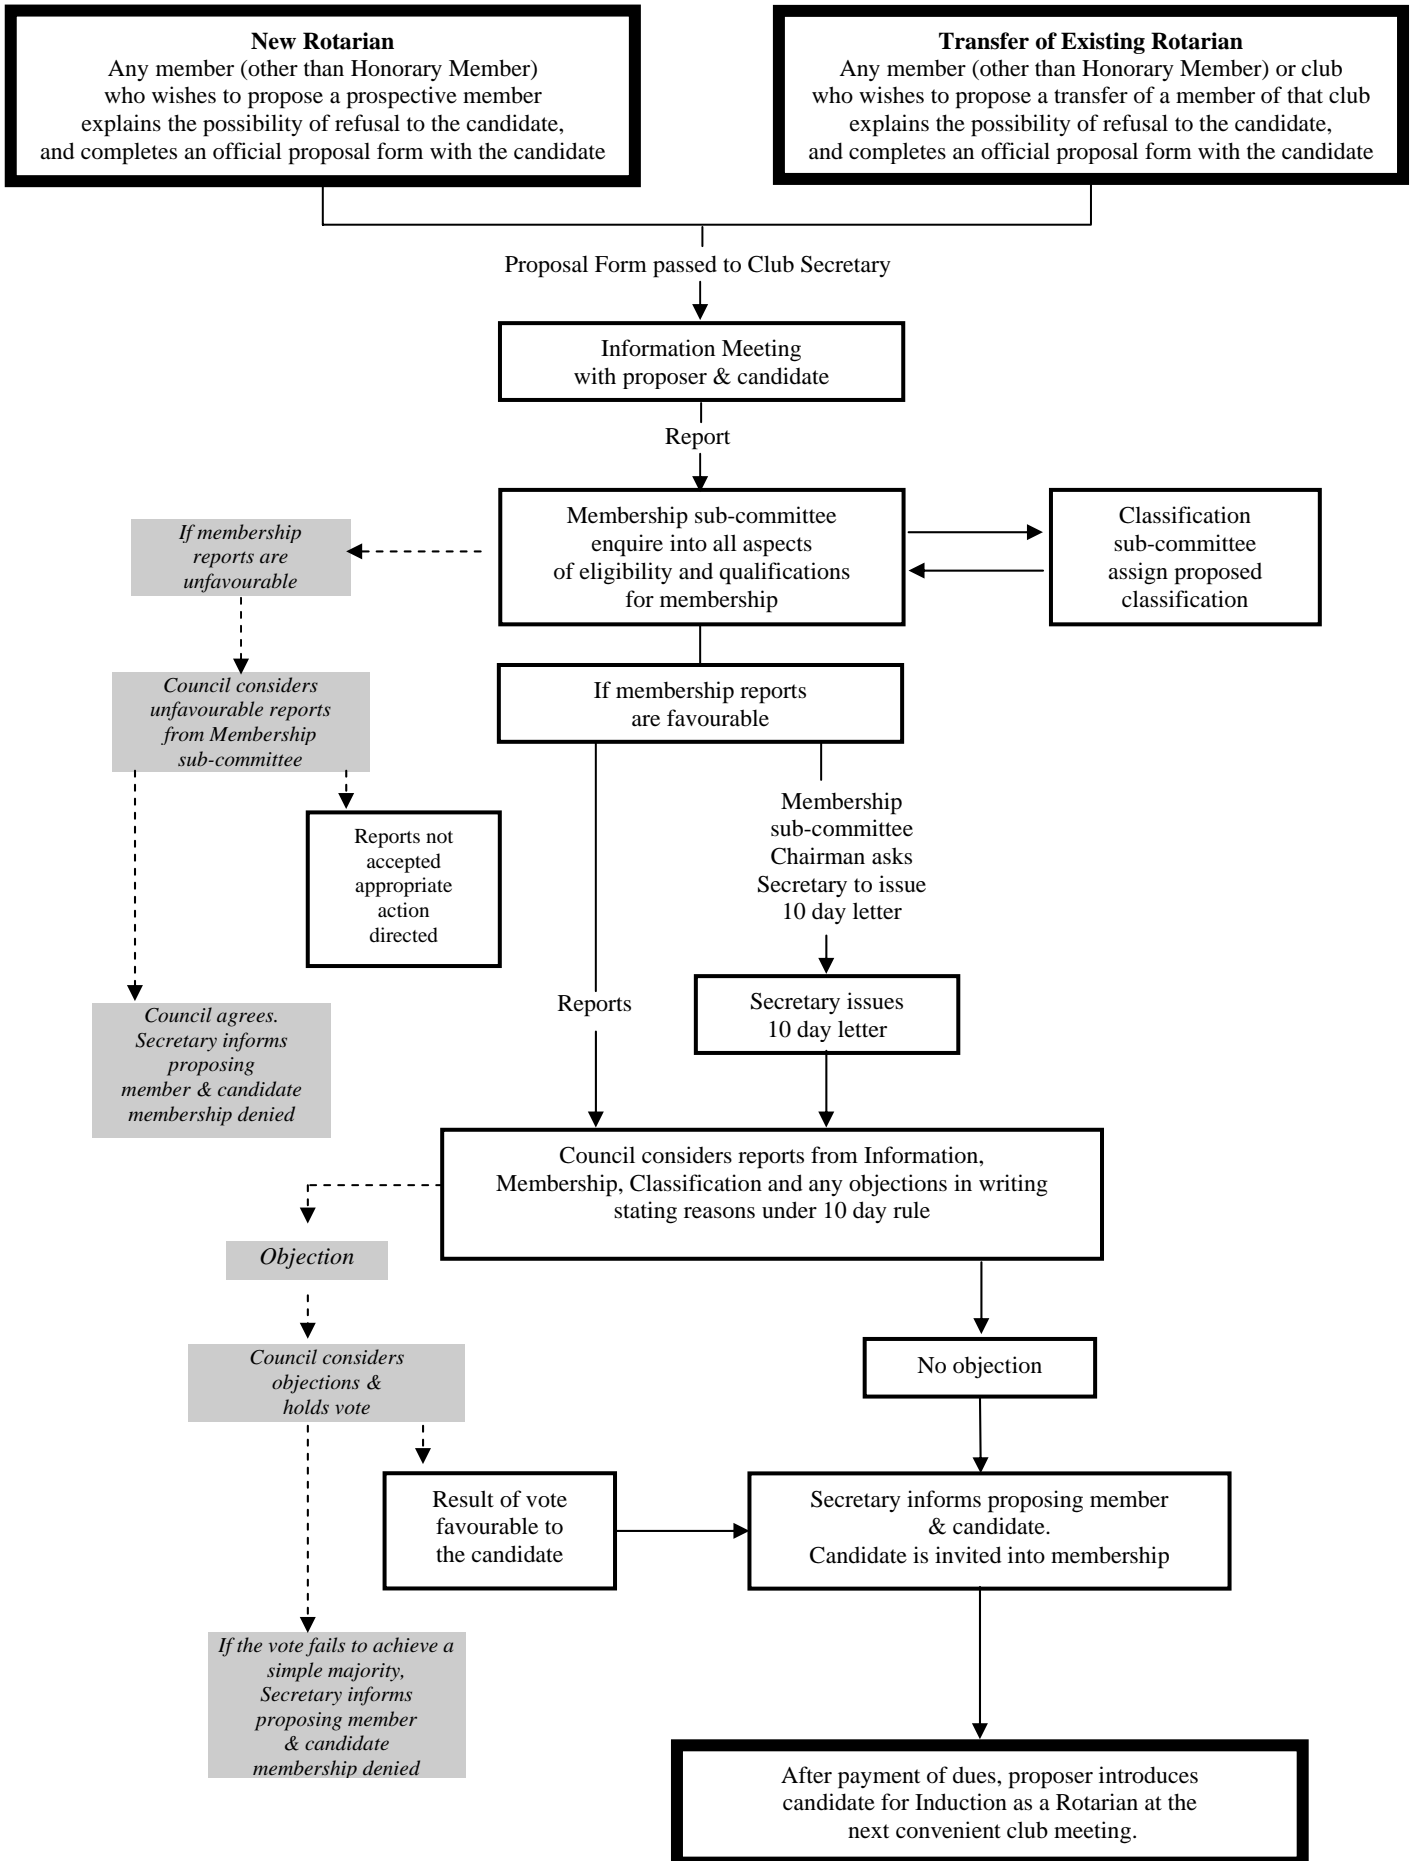 New Rotarian
Any member (other than Honorary Member)
who wishes to propose a prospective member
explains the possibility of refusal to the candidate,
and completes an official proposal form with the candidate
Transfer of Existing Rotarian
Any member (other than Honorary Member) or club
who wishes to propose a transfer of a member of that club
explains the possibility of refusal to the candidate,
and completes an official proposal form with the candidate
Proposal Form passed to Club Secretary
Information Meeting
with proposer & candidate
Report
Membership sub-committee
enquire into all aspects
of eligibility and qualifications
for membership
Classification
sub-committee
assign proposed
classification
If membership
reports are
unfavourable
Council considers
unfavourable reports
from Membership
sub-committee
If membership reports
are favourable
Reports not
accepted
appropriate
action
directed
Membership
sub-committee
Chairman asks
Secretary to issue
10 day letter
Council agrees.
Secretary informs
proposing
member & candidate
membership denied
Reports
Secretary issues
10 day letter
Council considers reports from Information,
Membership, Classification and any objections in writing
stating reasons under 10 day rule
Objection
Council considers
objections &
holds vote
No objection
Result of vote
favourable to
the candidate
Secretary informs proposing member
& candidate.
Candidate is invited into membership
If the vote fails to achieve a
simple majority,
Secretary informs
proposing member
& candidate
membership denied
After payment of dues, proposer introduces
candidate for Induction as a Rotarian at the
next convenient club meeting.